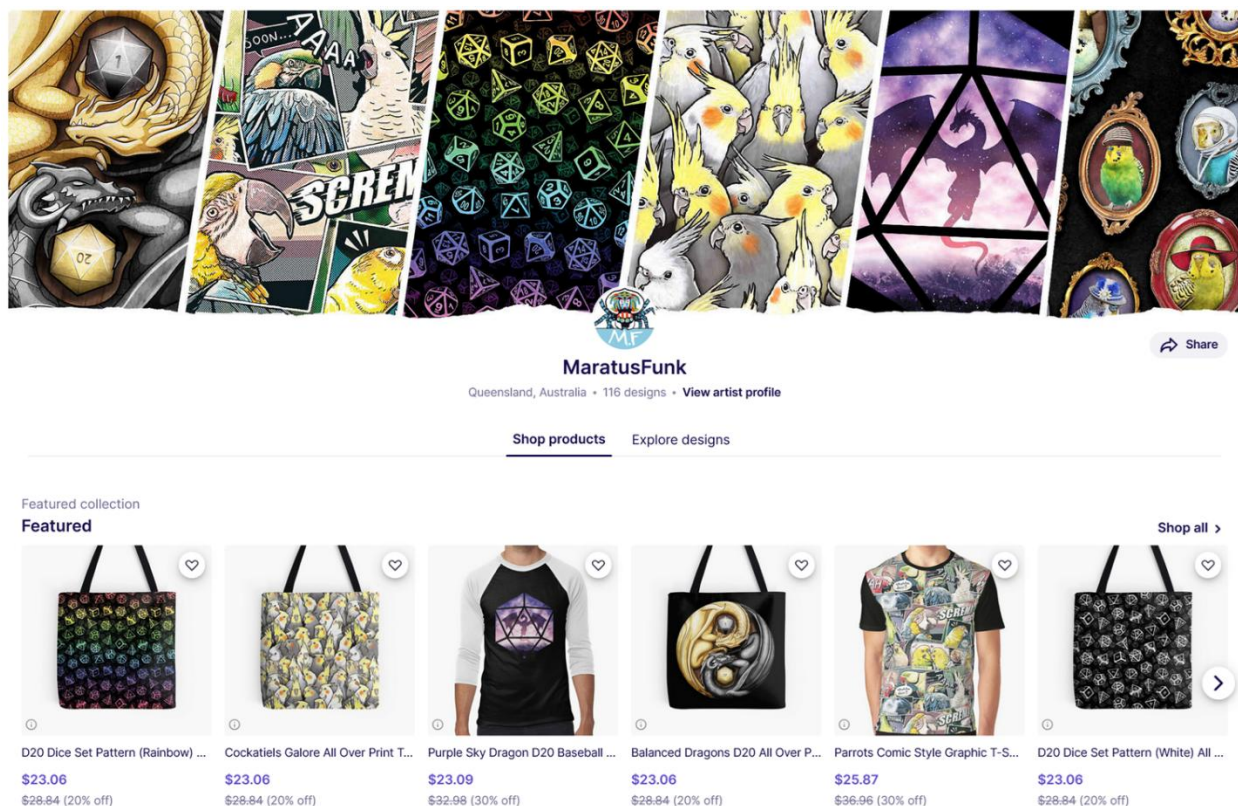 1
20
SOON...
AAAA
SCREM
M.F
Share
MaratusFunk
Queensland, Australia • 116 designs • View artist profile
Shop products Explore designs
Featured collection
Featured
Shop all
D20 Dice Set Pattern (Rainbow) ...
Cockatiels Galore All Over Print T...
Purple Sky Dragon D20 Baseball ...
Balanced Dragons D20 All Over P...
Parrots Comic Style Graphic T-S...
D20 Dice Set Pattern (White) All ...
$23.06
$23.06
$23.09
$23.06
$25.87
$23.06
$28.84 (20% off)
$28.84 (20% off)
$32.98 (30% off)
$28.84 (20% off)
$36.96 (30% off)
$28.84 (20% off)